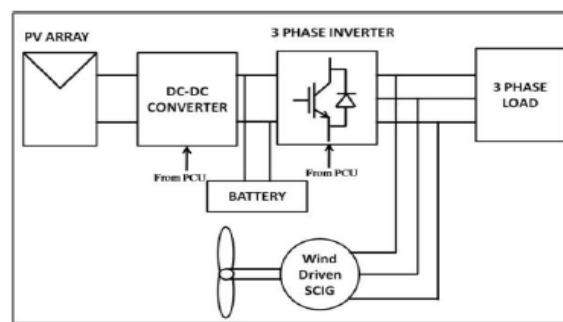 PV ARRAY
3 PHASE INVERTER
DC-DC
CONVERTER
3 PHASE
LOAD
From PCU
From PCU
BATTERY
Wind
Driven
SCIG